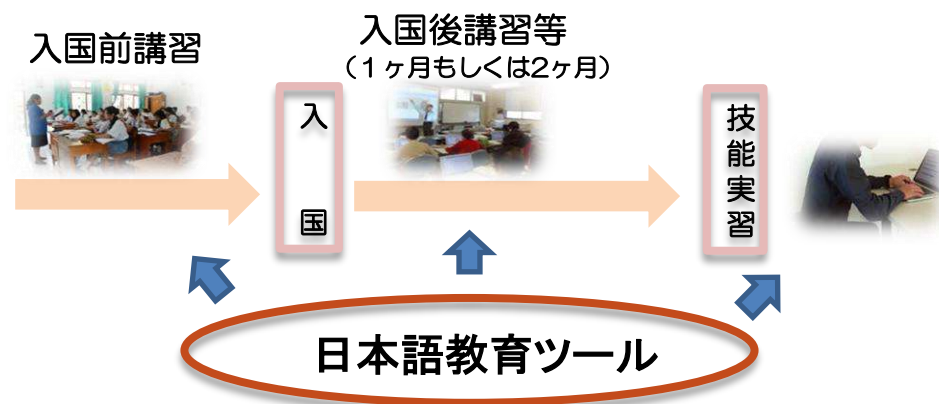 入国前講習
入国後講習等
（１ヶ月もしくは2ヶ月）
入国
技能実習
日本語教育ツール